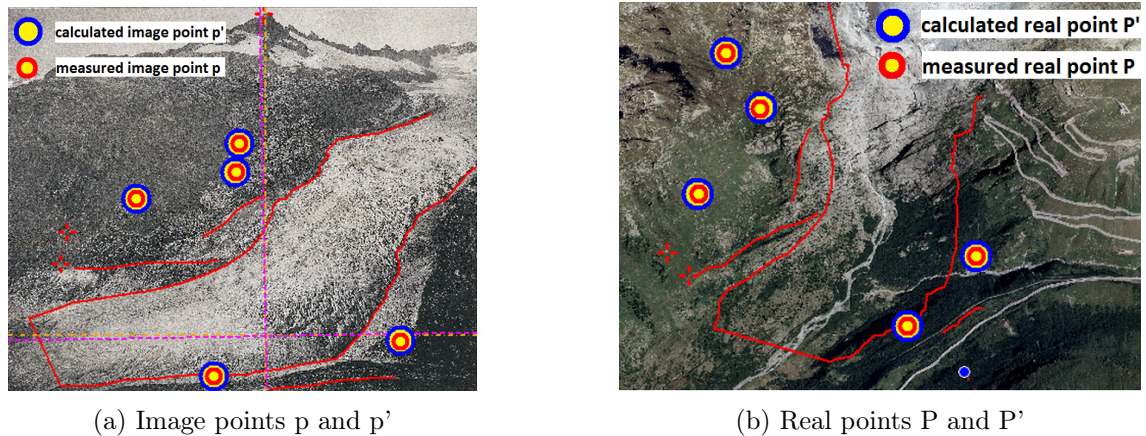 calculated image point p'
measured image point p
calculated real point P'
measured real point P
(a) Image points p and p’
(b) Real points P and P’